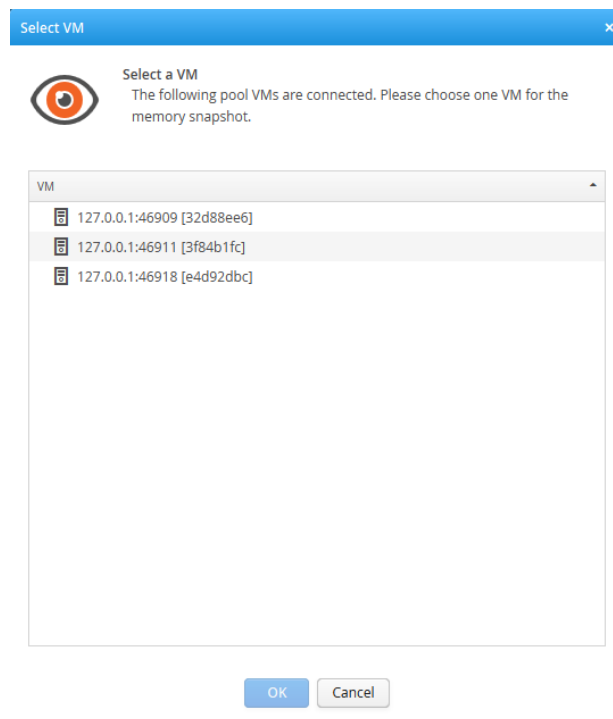 Select VM
Select a VM
The following pool VMs are connected. Please choose one VM for the
memory snapshot.
VM
127.0.0.1:46909 [32d88ee6]
127.0.0.1:46911 [3f84b1fc]
127.0.0.1:46918 [e4d92dbc]
OK Cancel